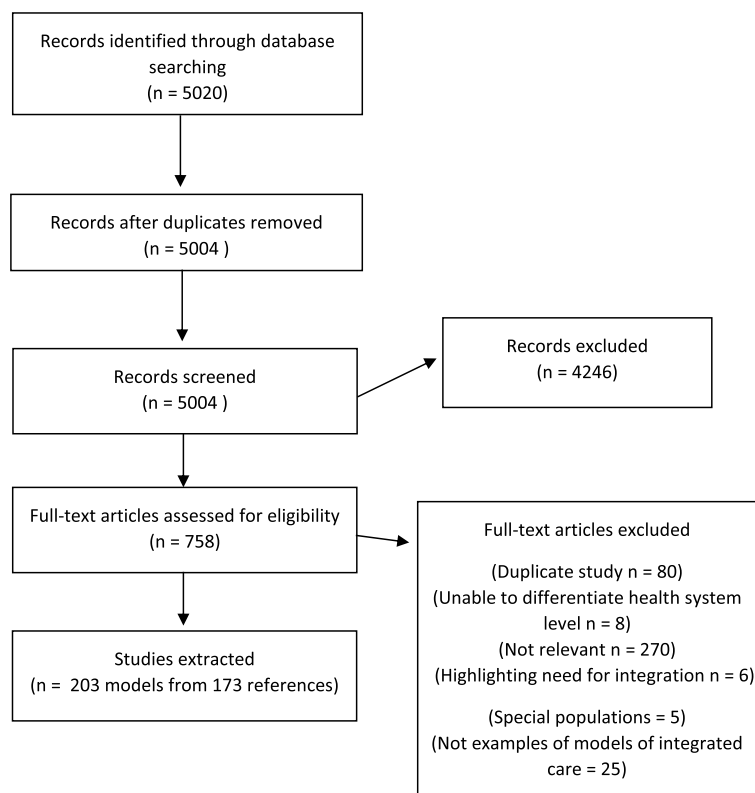 Records identified through database
searching
(n = 5020)
Records after duplicates removed
(n = 5004 )
Records screened
(n = 5004 )
Records excluded
(n = 4246)
Full-text articles assessed for eligibility
(n = 758)
Full-text articles excluded
(Duplicate study n = 80)
(Unable to differentiate health system
level n = 8)
(Not relevant n = 270)
(Highlighting need for integration n = 6)
(Special populations = 5)
(Not examples of models of integrated
care = 25)
Studies extracted
(n =  203 models from 173 references)